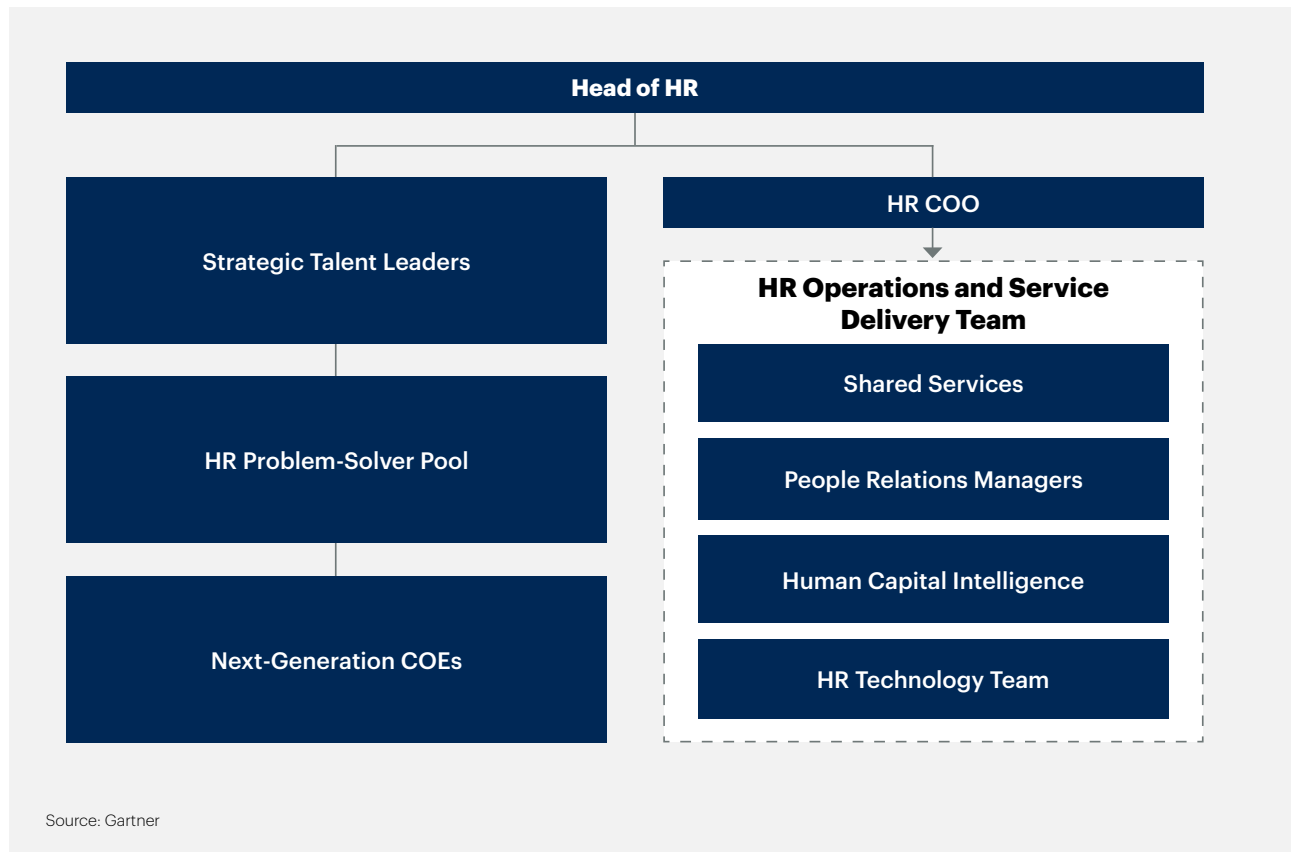 Head of HR
Strategic Talent Leaders
HR Problem-Solver Pool
Next-Generation COEs
HR COO
HR Operations and Service
Delivery Team
Shared Services
People Relations Managers
Human Capital Intelligence
HR Technology Team
Source: Gartner